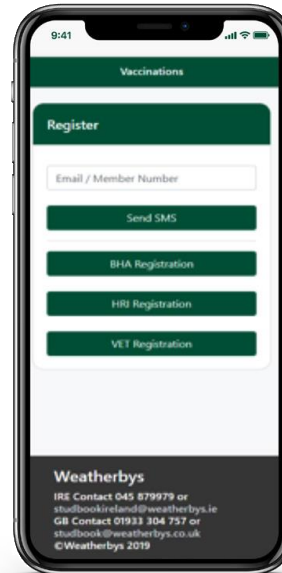 9:41
Vaccinations
Register
Email / Member Number
Send SMS
BHA Registration
HRI Registration
VET Registration
Weatherbys
IRE Contact 045 879979 or
studbookireland@weatherbys.ie
GB Contact 01933 304 757 or
studbook@weatherbys.co.uk
©Weatherbys 2019